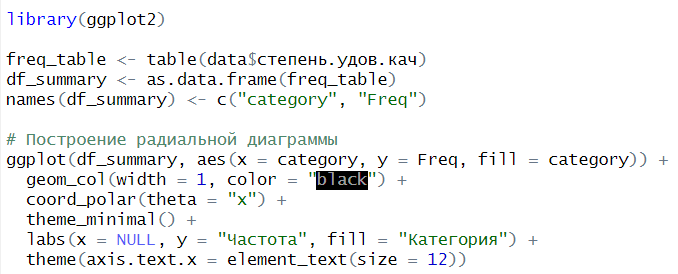 library(ggplot2)
freq_table <- table(data$степень.удов.кач)
df_summary <- as.data.frame(freq_table)
names(df_summary) <- c("category", "Freq")
# Построение радиальной диаграммы
ggplot(df_summary, aes(x = category, y = Freq, fill = category)) +
  geom_col(width = 1, color = "black") +
  coord_polar(theta = "x") +
  theme_minimal() +
  labs(x = NULL, y = "Частота", fill = "Категория") +
  theme(axis.text.x = element_text(size = 12))